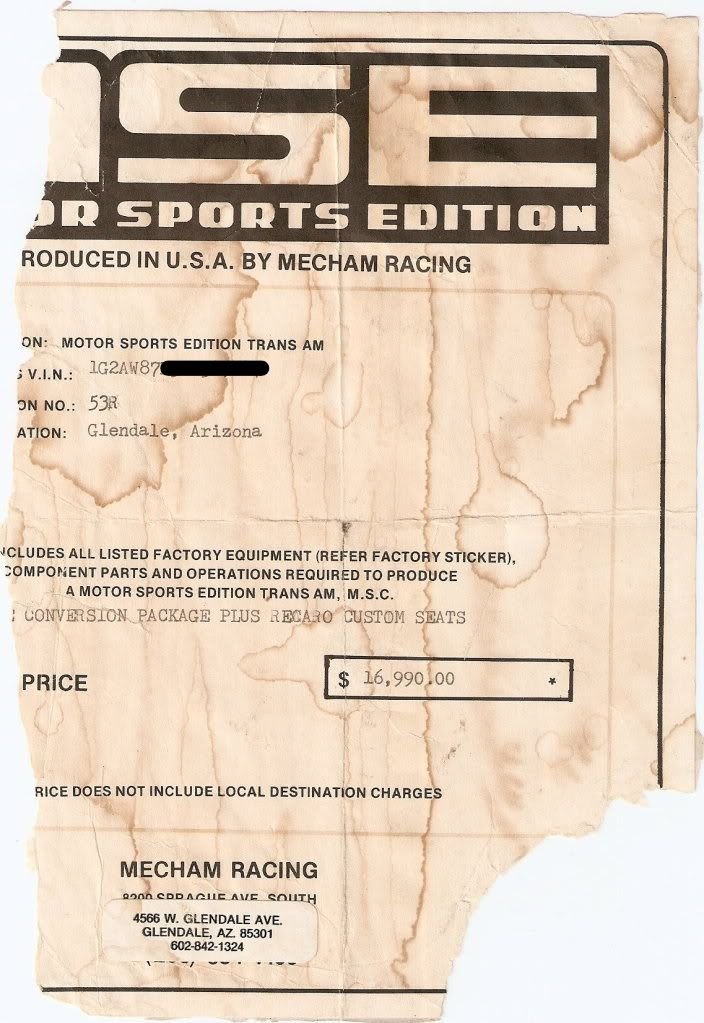 SE
OR SPORTS EDITION
RODUCED IN U.S.A. BY MECHAM RACING
ON: MOTOR SPORTS EDITION TRANS AM
S V.I.N.: 1G2AW87
ON NO.: 53R
ATION: Glendale, Arizona
NCLUDES ALL LISTED FACTORY EQUIPMENT (REFER FACTORY STICKER),
COMPONENT PARTS AND OPERATIONS REQUIRED TO PRODUCE
A MOTOR SPORTS EDITION TRANS AM, M.S.C.
CONVERSION PACKAGE PLUS RECARO CUSTOM SEATS
PRICE $ 16,990.00 *
RICE DOES NOT INCLUDE LOCAL DESTINATION CHARGES
MECHAM RACING
8200 SPRAGUE AVE. SOUTH
4566 W. GLENDALE AVE.
GLENDALE, AZ. 85301
602-842-1324